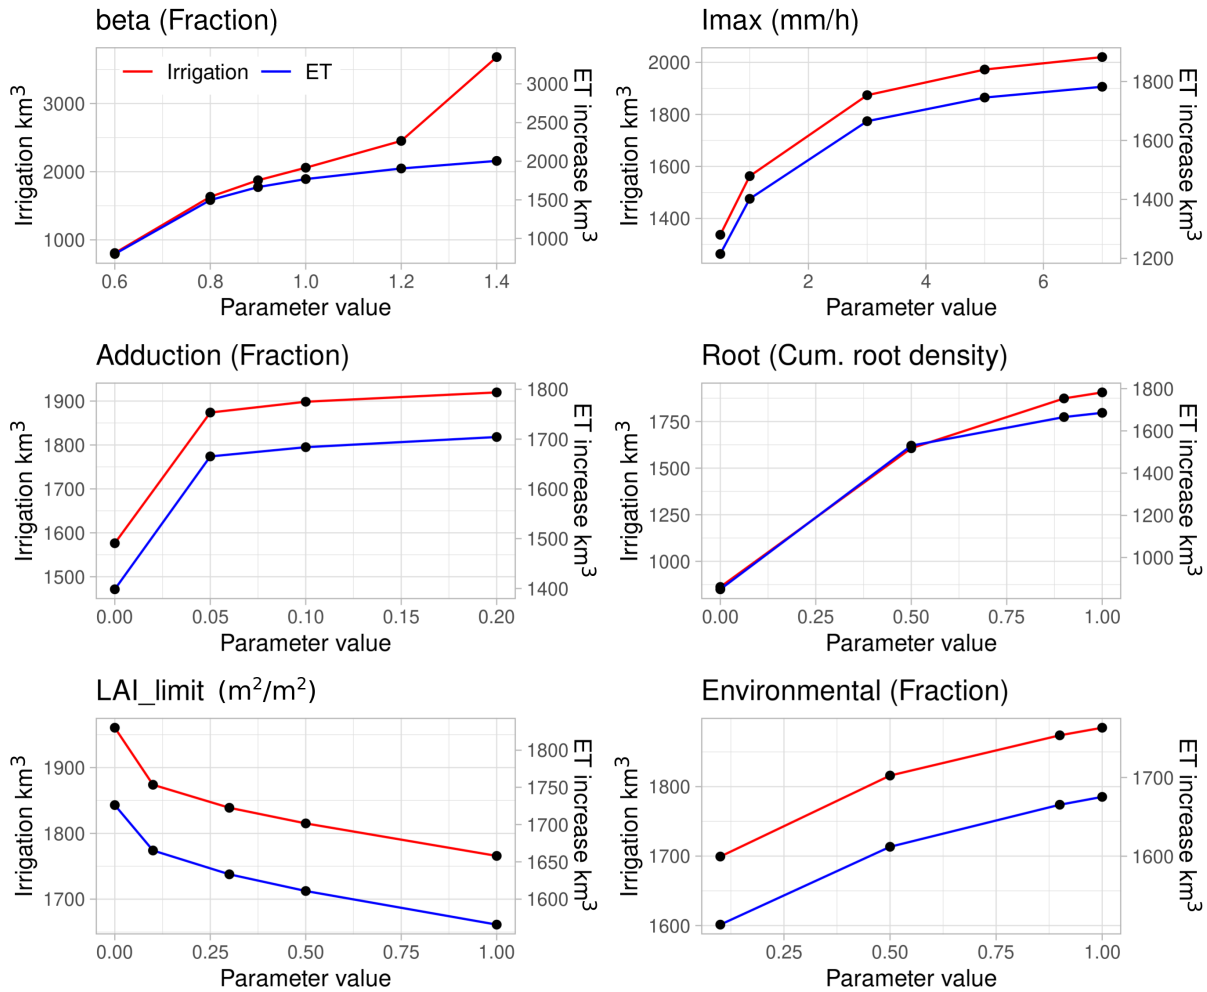 beta (Fraction)
Irrigation ET
Irrigation km³
3000
2000
1000
ET increase km³
3000
2500
2000
1500
1000
0.6 0.8 1.0 1.2 1.4
Parameter value
Imax (mm/h)
Irrigation km³
2000
1800
1600
1400
ET increase km³
1800
1600
1400
1200
2 4 6
Parameter value
Adduction (Fraction)
Irrigation km³
1900
1800
1700
1600
1500
ET increase km³
1800
1700
1600
1500
1400
0.00 0.05 0.10 0.15 0.20
Parameter value
Root (Cum. root density)
Irrigation km³
1750
1500
1250
1000
ET increase km³
1800
1600
1400
1200
1000
0.00 0.25 0.50 0.75 1.00
Parameter value
LAI_limit (m²/m²)
Irrigation km³
1900
1800
1700
ET increase km³
1800
1750
1700
1650
1600
0.00 0.25 0.50 0.75 1.00
Parameter value
Environmental (Fraction)
Irrigation km³
1800
1700
1600
ET increase km³
1700
1600
0.25 0.50 0.75 1.00
Parameter value